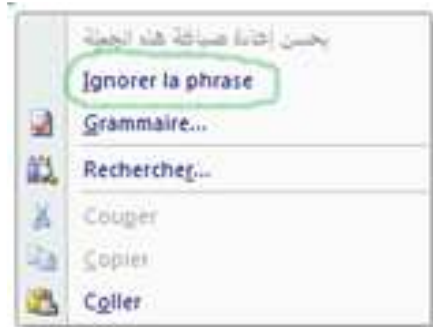 يحسن إعادة صياغة هذه الجملة
Ignorer la phrase
Grammaire...
Rechercher...
Couper
Copier
Coller